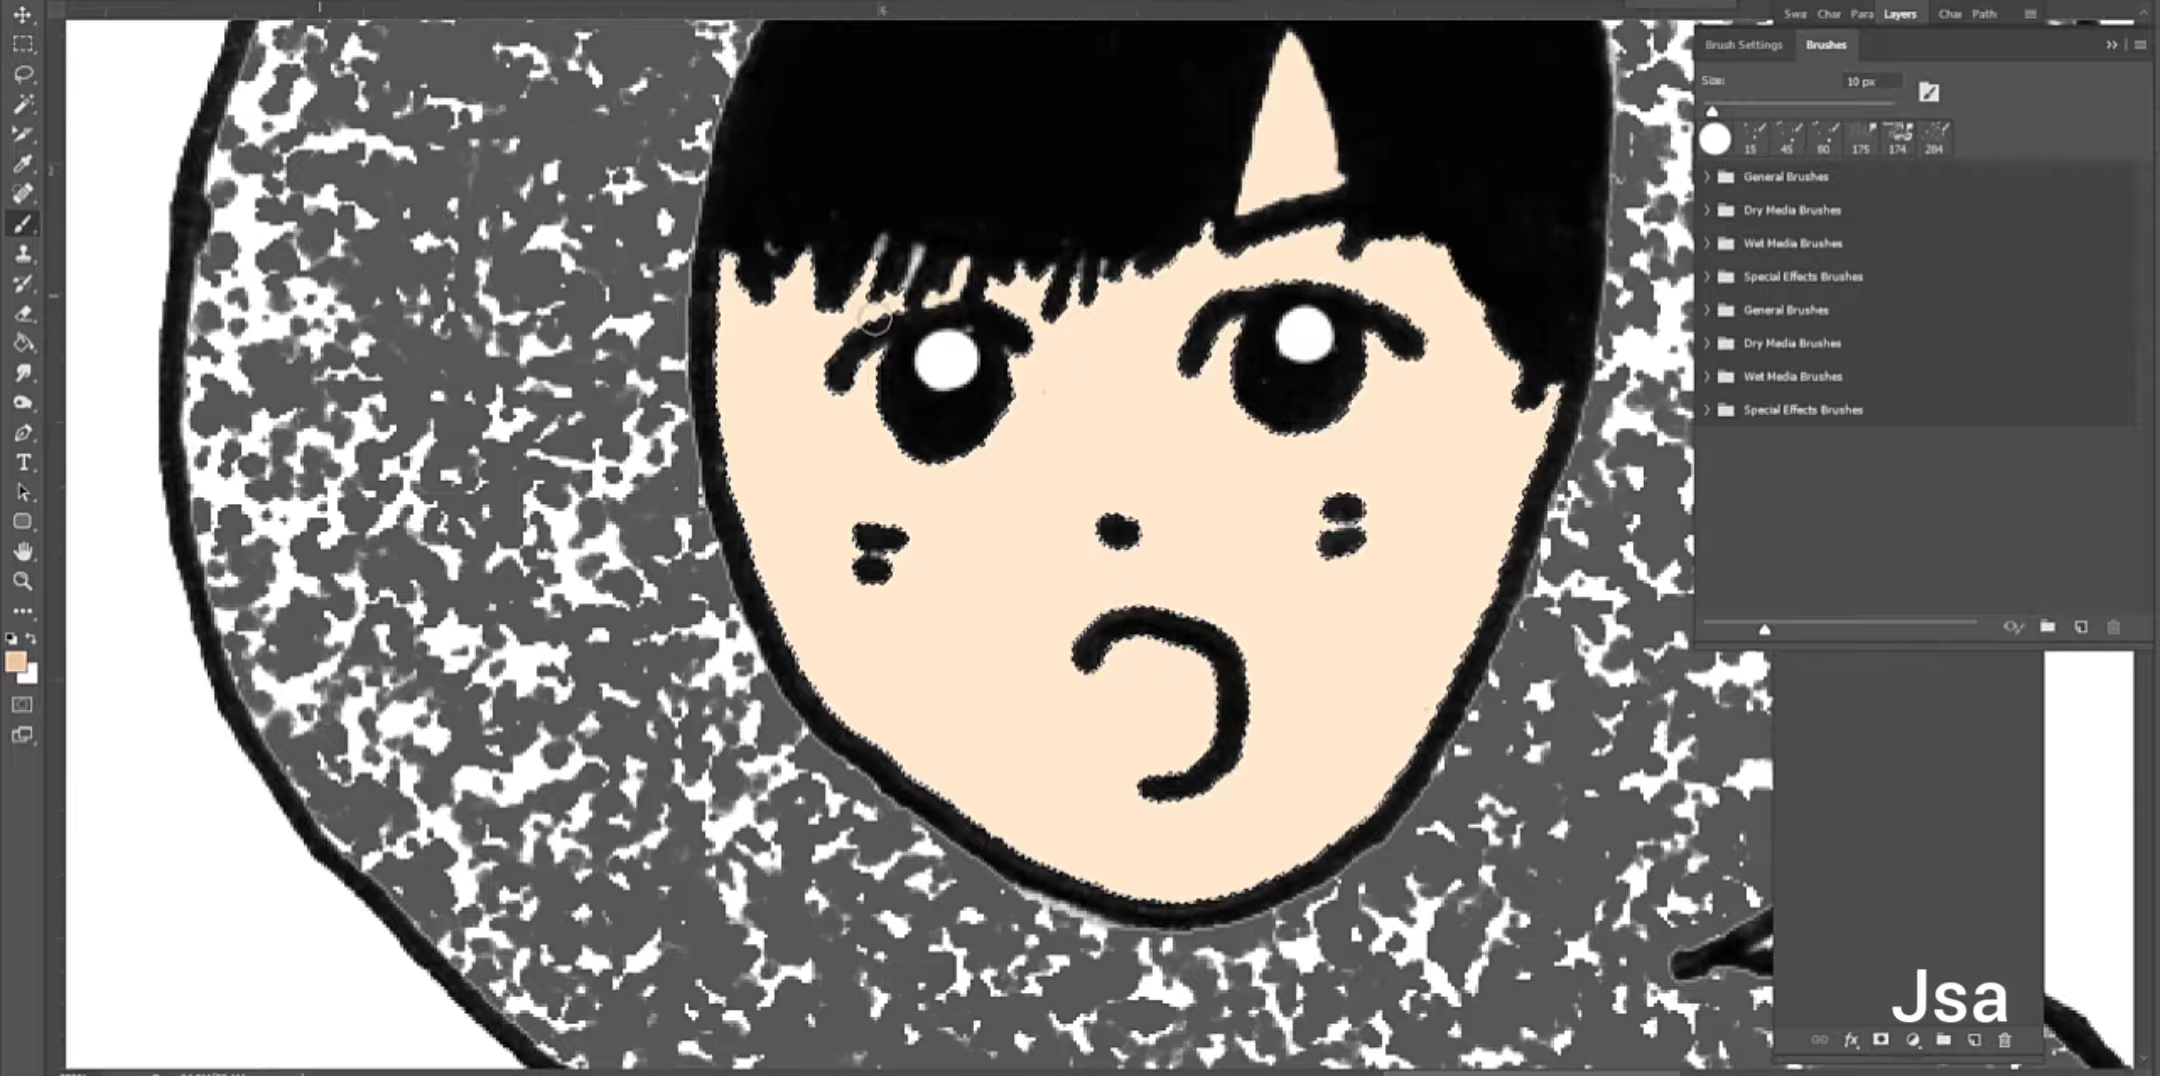 6
Swa Char Para Layers Char Path
Brush Settings Brushes
Size: 10 px
15 45 80 175 174 284
General Brushes
Dry Media Brushes
Wet Media Brushes
Special Effects Brushes
General Brushes
Dry Media Brushes
Wet Media Brushes
Special Effects Brushes
T
Jsa
fx